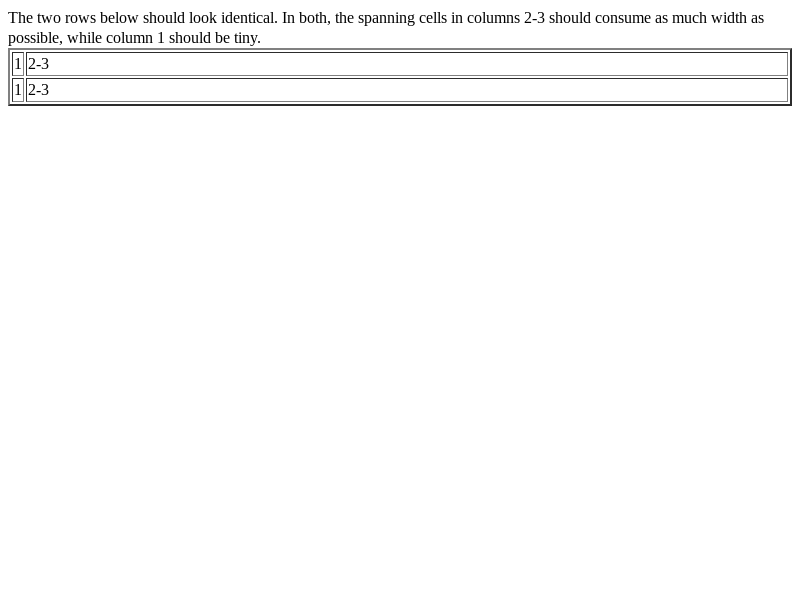 The two rows below should look identical. In both, the spanning cells in columns 2-3 should consume as much width as
possible, while column 1 should be tiny.
1 2-3
1 2-3